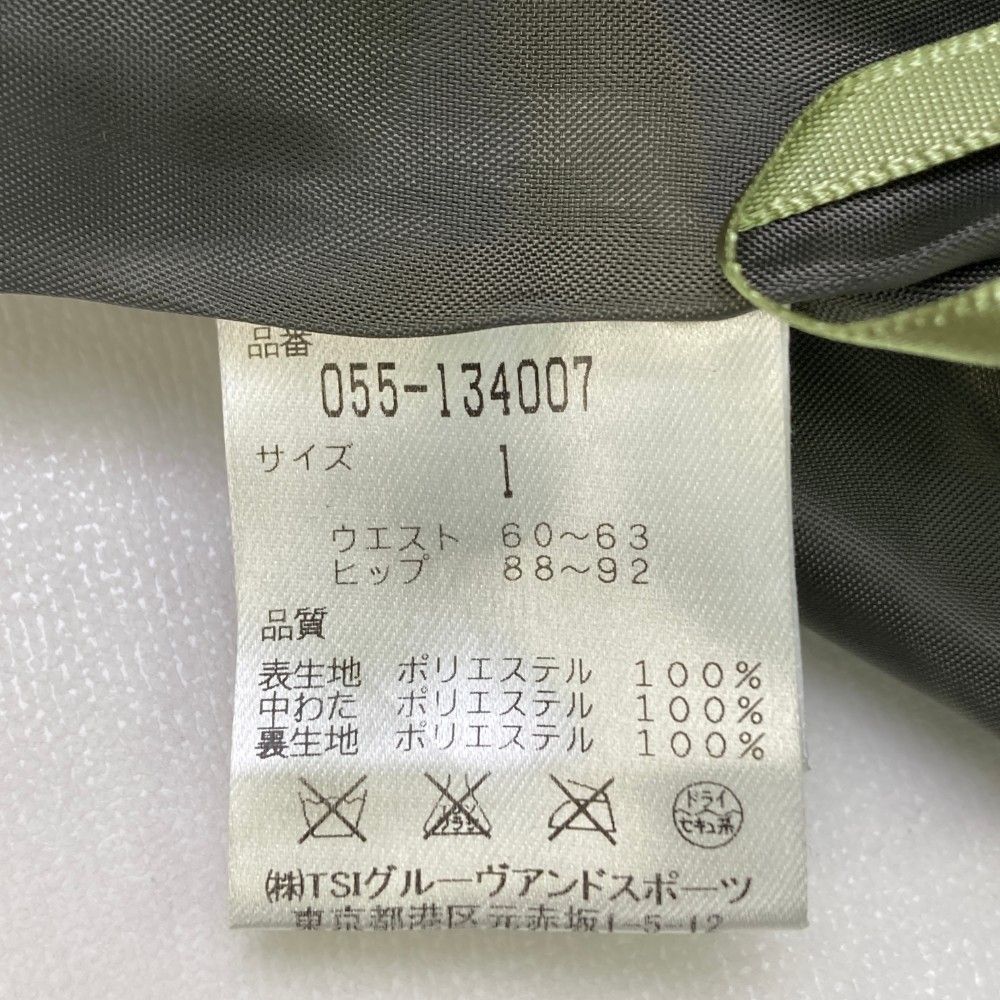 品番
055-134007
サイズ 1
ウエスト 60〜63
ヒップ 88〜92
品質
表生地 ポリエステル 100%
中わた ポリエステル 100%
裏生地 ポリエステル 100%
ドライ
セキユ系
㈱TSIグルーヴアンドスポーツ
東京都港区元赤坂1-5-12